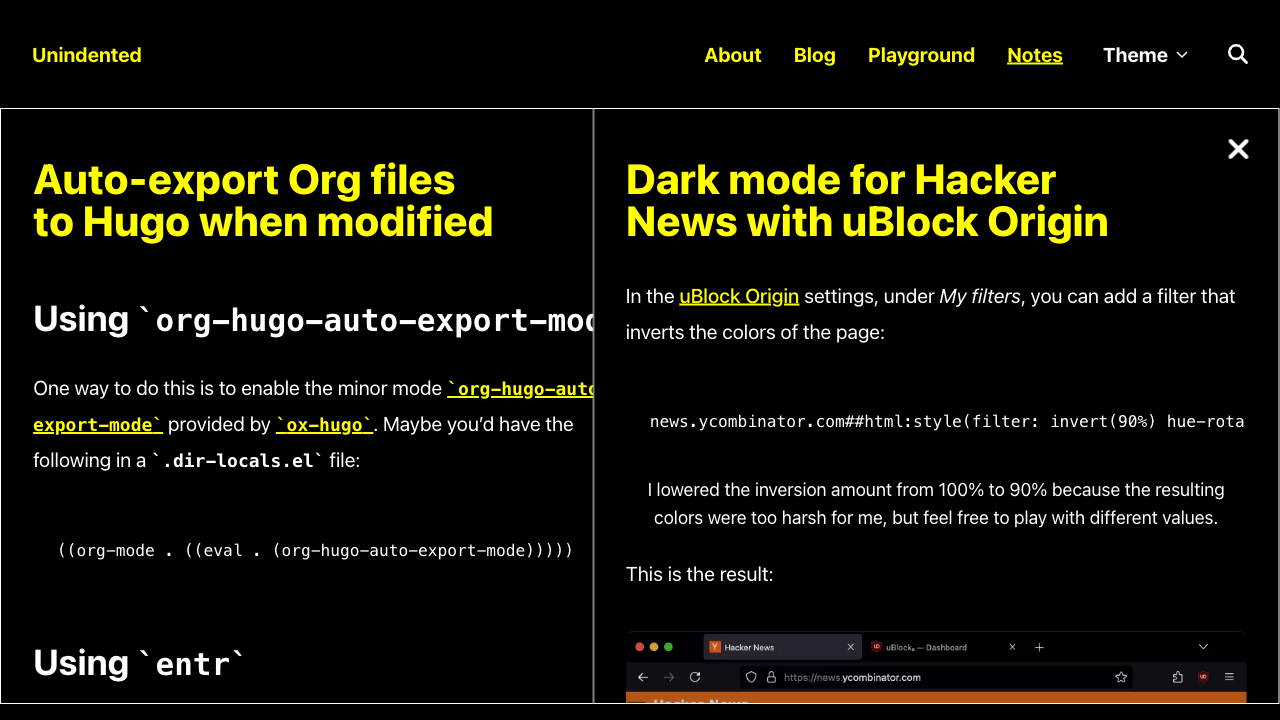 Unindented
About Blog Playground Notes Theme
Auto-export Org files
to Hugo when modified
Using `org-hugo-auto-export-mod
One way to do this is to enable the minor mode `org-hugo-auto
export-mode` provided by `ox-hugo`. Maybe you’d have the
following in a `.dir-locals.el` file:
((org-mode . ((eval . (org-hugo-auto-export-mode)))))
Using `entr`
Dark mode for Hacker
News with uBlock Origin
In the uBlock Origin settings, under My filters, you can add a filter that
inverts the colors of the page:
news.ycombinator.com##html:style(filter: invert(90%) hue-rota
I lowered the inversion amount from 100% to 90% because the resulting
colors were too harsh for me, but feel free to play with different values.
This is the result:
Hacker News
uBlock₀ — Dashboard
https://news.ycombinator.com
Hacker News